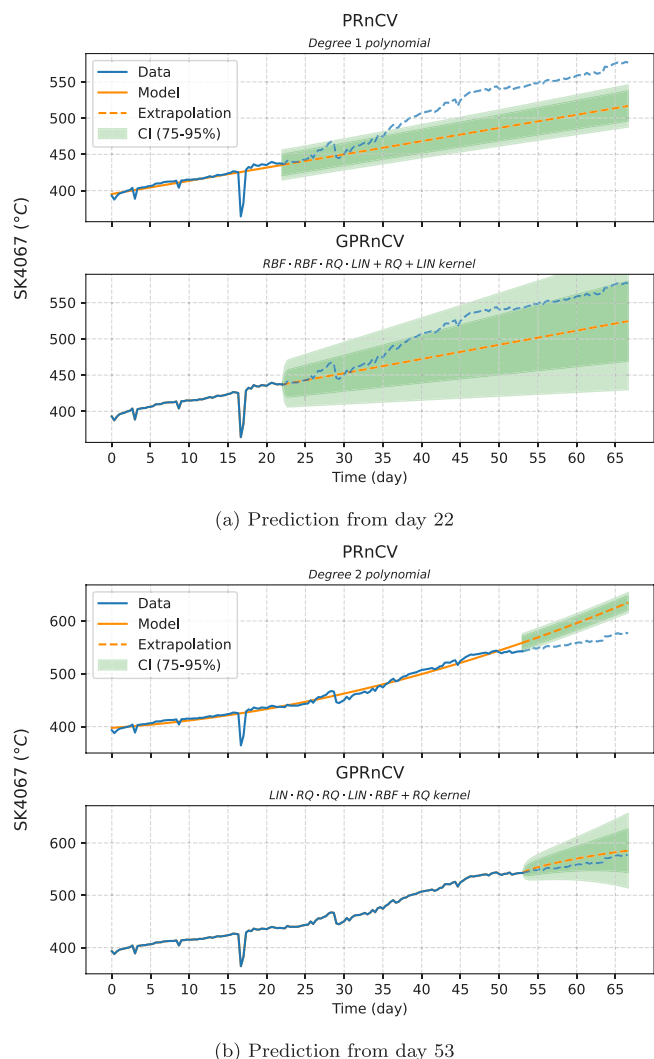 PRnCV
Degree 1 polynomial
Data
Model
Extrapolation
CI (75-95%)
550
500
450
400
SK4067 (°C)
GPRnCV
RBF · RBF · RQ · LIN + RQ + LIN kernel
550
500
450
400
0 5 10 15 20 25 30 35 40 45 50 55 60 65
Time (day)
(a) Prediction from day 22
PRnCV
Degree 2 polynomial
Data
Model
Extrapolation
CI (75-95%)
600
500
400
SK4067 (°C)
GPRnCV
LIN · RQ · RQ · LIN · RBF + RQ kernel
600
500
400
0 5 10 15 20 25 30 35 40 45 50 55 60 65
Time (day)
(b) Prediction from day 53